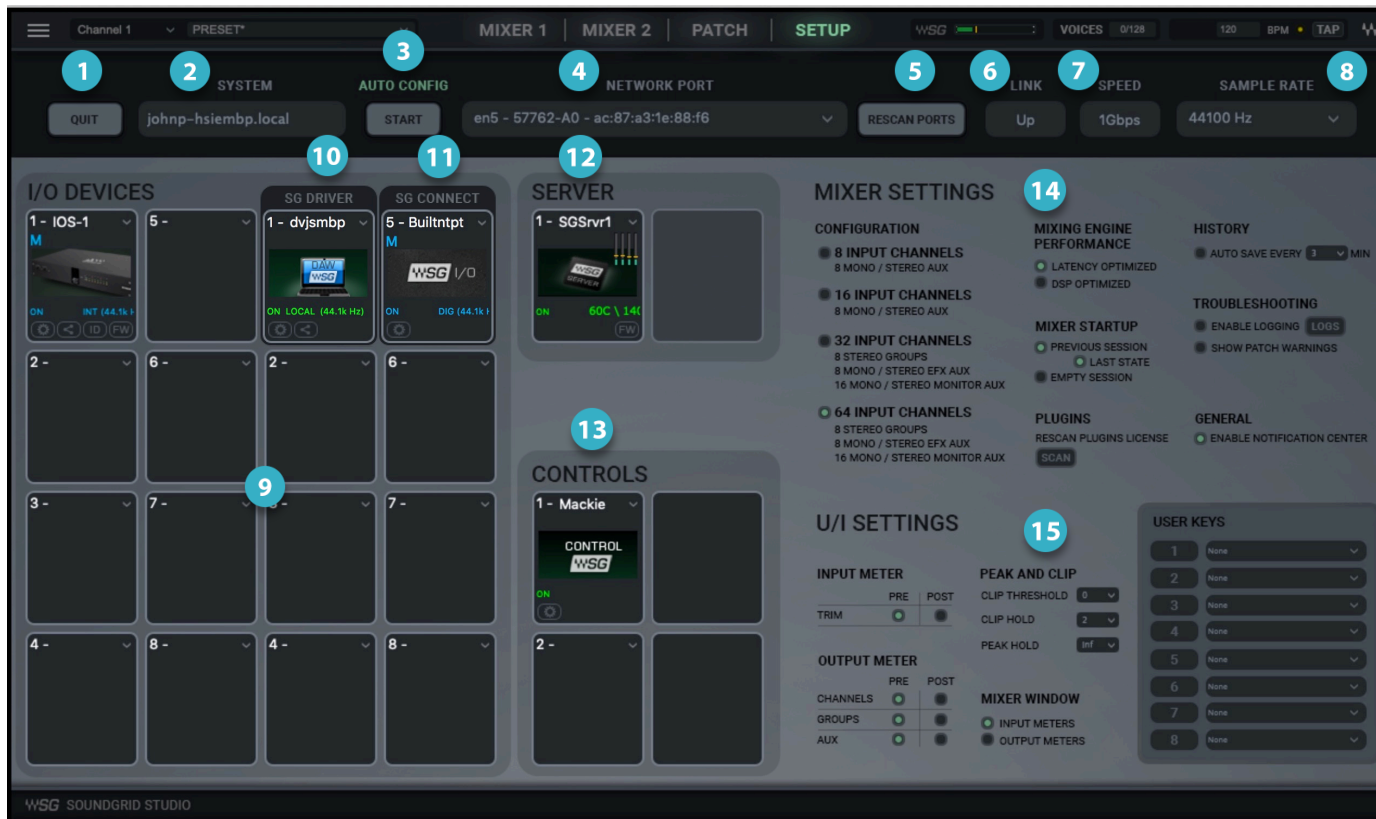 Channel 1
PRESET*
MIXER 1
MIXER 2
PATCH
SETUP
WSG
VOICES 0/128
120 BPM
TAP
1
2
3
4
5
6
7
8
SYSTEM
AUTO CONFIG
NETWORK PORT
LINK
SPEED
SAMPLE RATE
QUIT
johnp-hsiembp.local
START
en5 - 57762-A0 - ac:87:a3:1e:88:f6
RESCAN PORTS
Up
1Gbps
44100 Hz
10
11
12
I/O DEVICES
SG DRIVER
SG CONNECT
1 - IOS-1
M
ON
INT (44.1k
ID
FW
5 -
1 - dvjsmbp
DAW
WSG
ON LOCAL (44.1k Hz)
5 - Builtntpt
M
WSG I/O
ON
DIG (44.1k
2 -
6 -
2 -
6 -
9
3 -
7 -
7 -
4 -
8 -
4 -
8 -
SERVER
1 - SGSrvr1
WSG
SERVER
ON
60C \ 140
FW
13
CONTROLS
1 - Mackie
CONTROL
WSG
ON
2 -
MIXER SETTINGS
14
CONFIGURATION
8 INPUT CHANNELS
8 MONO / STEREO AUX
16 INPUT CHANNELS
8 MONO / STEREO AUX
32 INPUT CHANNELS
8 STEREO GROUPS
8 MONO / STEREO EFX AUX
16 MONO / STEREO MONITOR AUX
64 INPUT CHANNELS
8 STEREO GROUPS
8 MONO / STEREO EFX AUX
16 MONO / STEREO MONITOR AUX
MIXING ENGINE
PERFORMANCE
LATENCY OPTIMIZED
DSP OPTIMIZED
MIXER STARTUP
PREVIOUS SESSION
LAST STATE
EMPTY SESSION
PLUGINS
RESCAN PLUGINS LICENSE
SCAN
HISTORY
AUTO SAVE EVERY 3 MIN
TROUBLESHOOTING
ENABLE LOGGING LOGS
SHOW PATCH WARNINGS
GENERAL
ENABLE NOTIFICATION CENTER
U/I SETTINGS
15
INPUT METER
PRE POST
TRIM
OUTPUT METER
PRE POST
CHANNELS
GROUPS
AUX
PEAK AND CLIP
CLIP THRESHOLD 0
CLIP HOLD 2
PEAK HOLD Inf
MIXER WINDOW
INPUT METERS
OUTPUT METERS
USER KEYS
1 None
2 None
3 None
4 None
5 None
6 None
7 None
8 None
WSG SOUNDGRID STUDIO